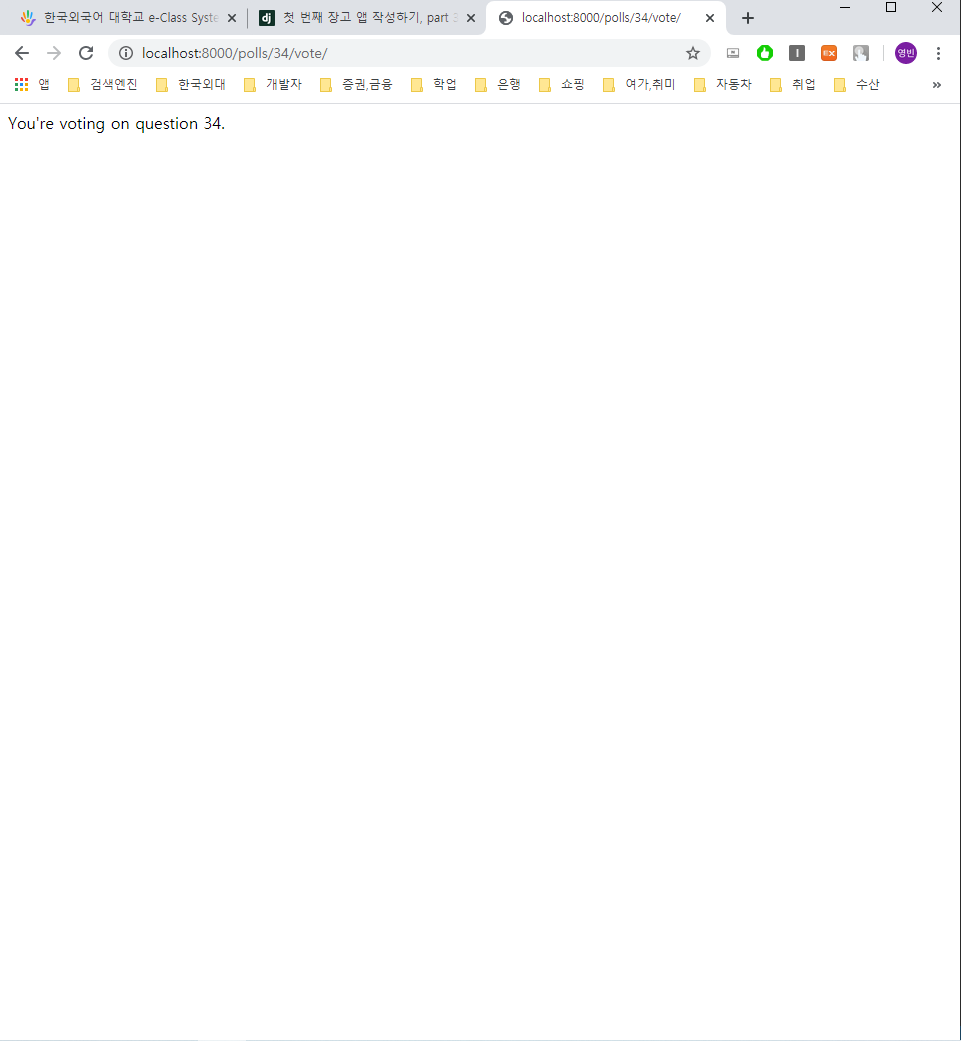 한국외국어 대학교 e-Class Syste
첫 번째 장고 앱 작성하기, part 3
localhost:8000/polls/34/vote/
localhost:8000/polls/34/vote/
영빈
앱 검색엔진 한국외대 개발자 증권,금융 학업 은행 쇼핑 여가,취미 자동차 취업 수산
You're voting on question 34.